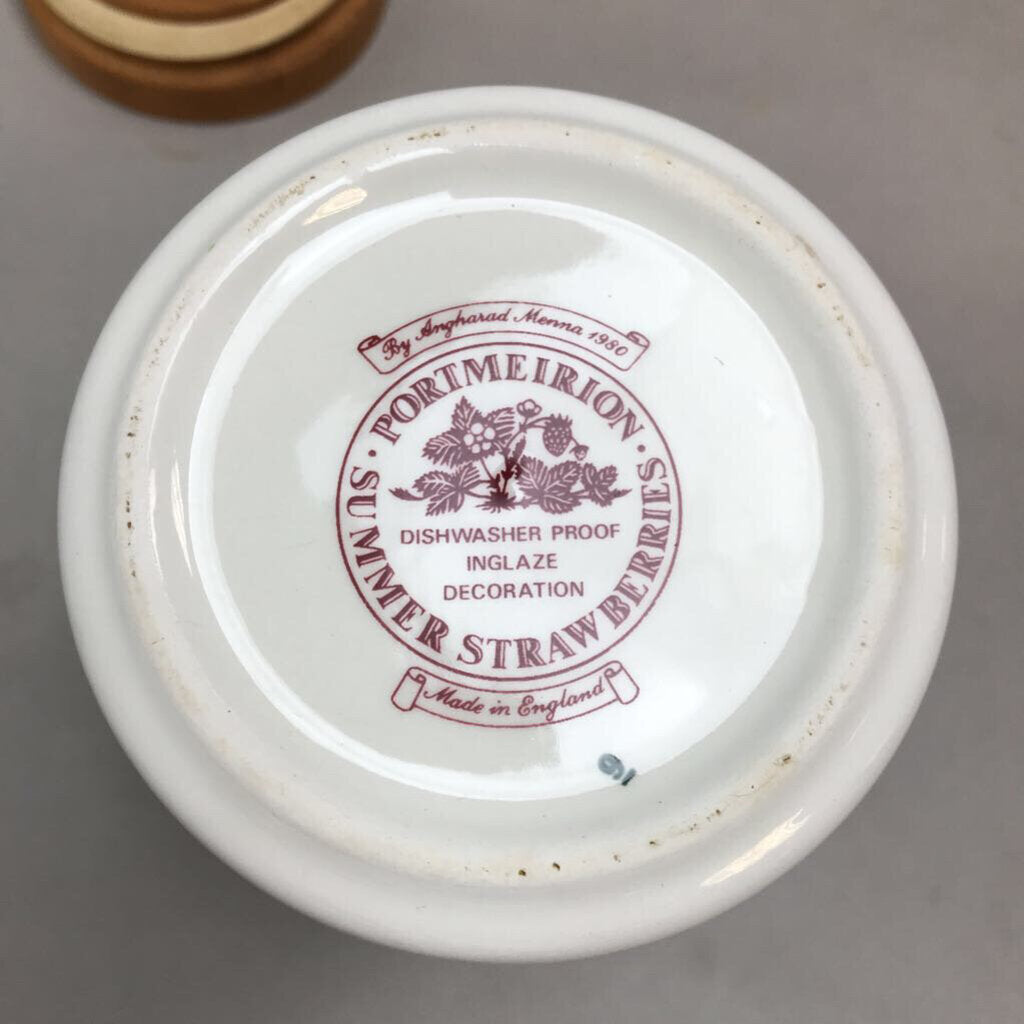 By Angharad Menna 1980
PORTMEIRION
· SUMMER STRAWBERRIES ·
DISHWASHER PROOF
INGLAZE
DECORATION
Made in England